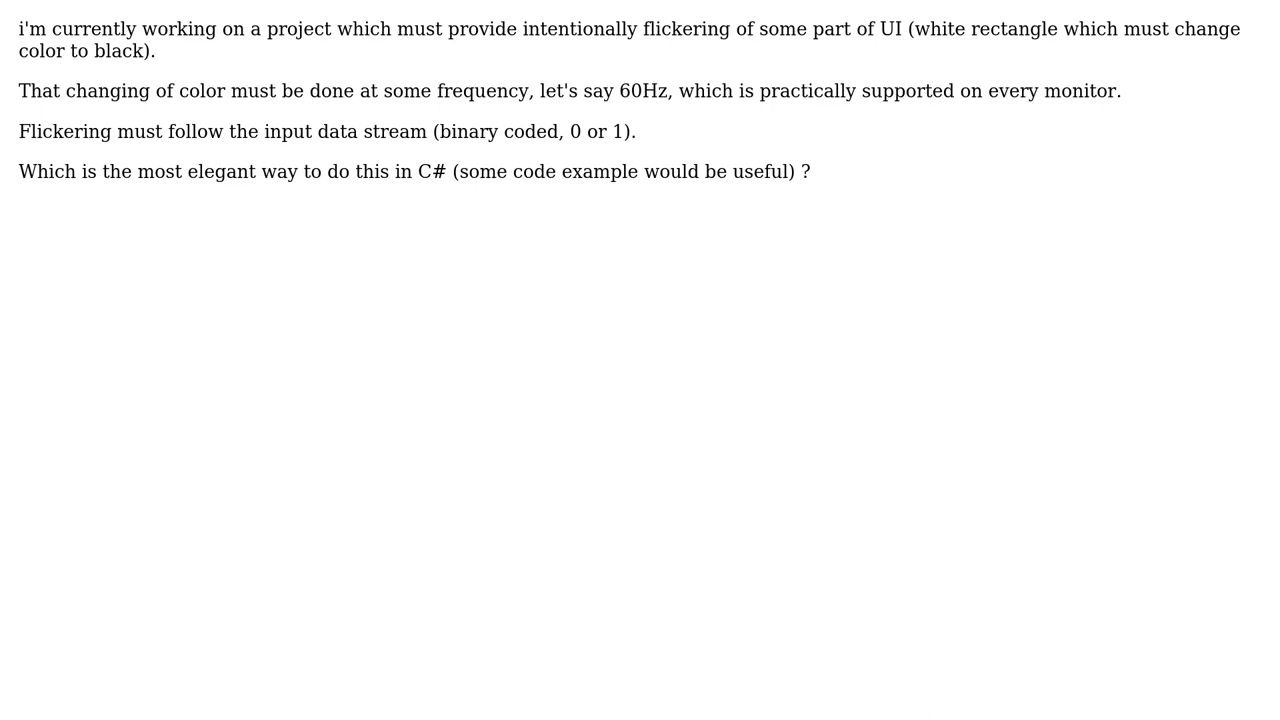 i'm currently working on a project which must provide intentionally flickering of some part of UI (white rectangle which must change
color to black).
That changing of color must be done at some frequency, let's say 60Hz, which is practically supported on every monitor.
Flickering must follow the input data stream (binary coded, 0 or 1).
Which is the most elegant way to do this in C# (some code example would be useful) ?